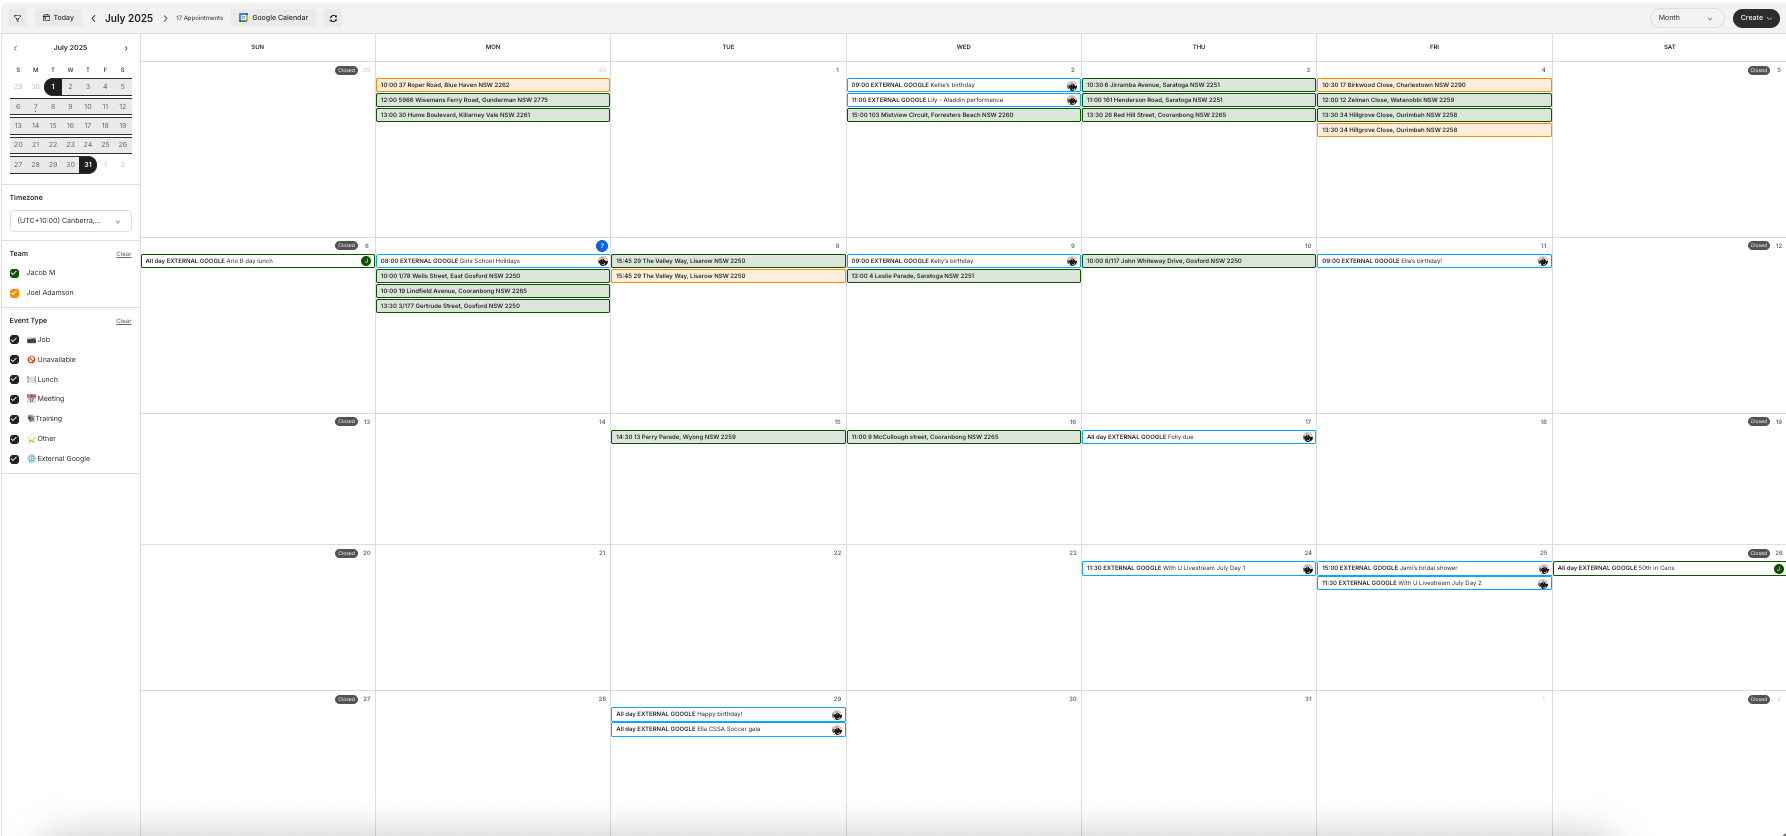 Today July 2025 17 Appointments Google Calendar Month Create
July 2025
S M T W T F S
29 30 1 2 3 4 5
6 7 8 9 10 11 12
13 14 15 16 17 18 19
20 21 22 23 24 25 26
27 28 29 30 31 1 2
Timezone
(UTC+10:00) Canberra,...
Team Clear
Jacob M
Joel Adamson
Event Type Clear
Job
Unavailable
Lunch
Meeting
Training
Other
External Google
SUN MON TUE WED THU FRI SAT
Closed 29
30
10:00 37 Roper Road, Blue Haven NSW 2262
12:00 5966 Wisemans Ferry Road, Gunderman NSW 2775
13:00 30 Hume Boulevard, Killarney Vale NSW 2261
1
2
09:00 EXTERNAL GOOGLE Kellie's birthday
11:00 EXTERNAL GOOGLE Lily - Aladdin performance
15:00 103 Mistview Circuit, Forresters Beach NSW 2260
3
10:30 6 Jirramba Avenue, Saratoga NSW 2251
11:00 161 Henderson Road, Saratoga NSW 2251
13:30 26 Red Hill Street, Cooranbong NSW 2265
4
10:30 17 Birkwood Close, Charlestown NSW 2290
12:00 12 Zelman Close, Watanobbi NSW 2259
13:30 34 Hillgrove Close, Ourimbah NSW 2258
13:30 34 Hillgrove Close, Ourimbah NSW 2258
Closed 5
Closed 6
All day EXTERNAL GOOGLE Arlo B day lunch J
7
08:00 EXTERNAL GOOGLE Girls School Holidays
10:00 1/78 Wells Street, East Gosford NSW 2250
10:00 19 Lindfield Avenue, Cooranbong NSW 2265
13:30 3/177 Gertrude Street, Gosford NSW 2250
8
15:45 29 The Valley Way, Lisarow NSW 2250
15:45 29 The Valley Way, Lisarow NSW 2250
9
09:00 EXTERNAL GOOGLE Kelly's birthday
13:00 4 Leslie Parade, Saratoga NSW 2251
10
10:00 8/117 John Whiteway Drive, Gosford NSW 2250
11
09:00 EXTERNAL GOOGLE Ella's birthday!
Closed 12
Closed 13
14
15
14:30 13 Parry Parade, Wyong NSW 2259
16
11:00 9 McCullough street, Cooranbong NSW 2265
17
All day EXTERNAL GOOGLE Folly due
18
Closed 19
Closed 20
21
22
23
24
11:30 EXTERNAL GOOGLE With U Livestream July Day 1
25
15:00 EXTERNAL GOOGLE Jami's bridal shower
11:30 EXTERNAL GOOGLE With U Livestream July Day 2
Closed 26
All day EXTERNAL GOOGLE 50th in Cans J
Closed 27
28
29
All day EXTERNAL GOOGLE Happy birthday!
All day EXTERNAL GOOGLE Ella CSSA Soccer gala
30
31
1
Closed 2